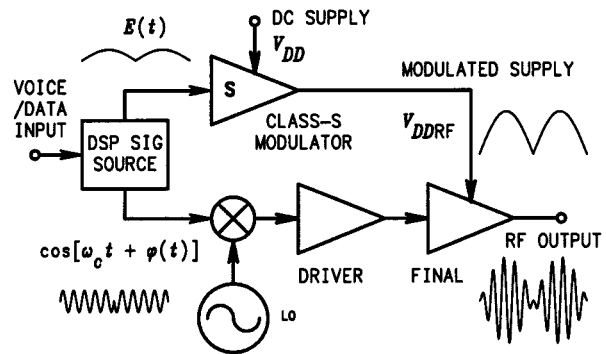 E(t)
DC SUPPLY
V_DD
MODULATED SUPPLY
VOICE
/DATA
INPUT
S
DSP SIG
SOURCE
CLASS-S
MODULATOR
V_DDRF
cos[ω_c t + φ(t)]
DRIVER
FINAL
RF OUTPUT
LO